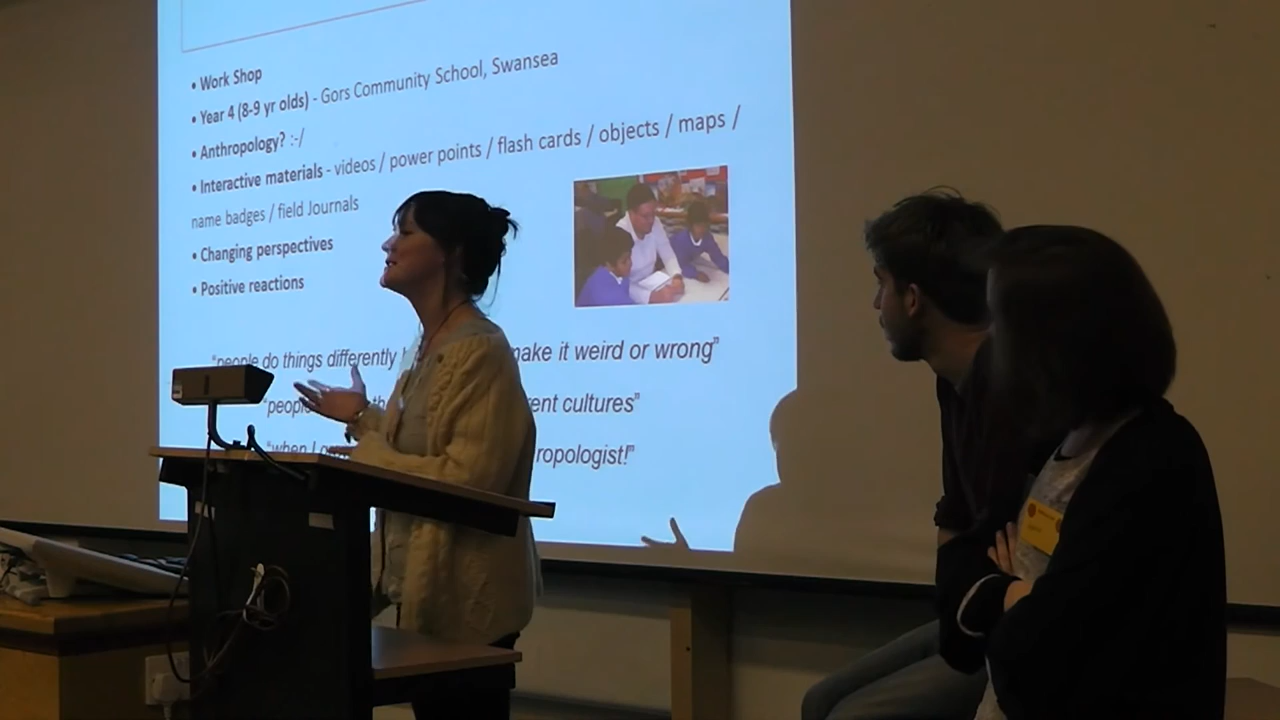 • Work Shop
• Year 4 (8-9 yr olds) - Gors Community School, Swansea
• Anthropology? :-/
• Interactive materials - videos / power points / flash cards / objects / maps /
name badges / field Journals
• Changing perspectives
• Positive reactions
“people do things differently make it weird or wrong”
“people cultures”
“when I